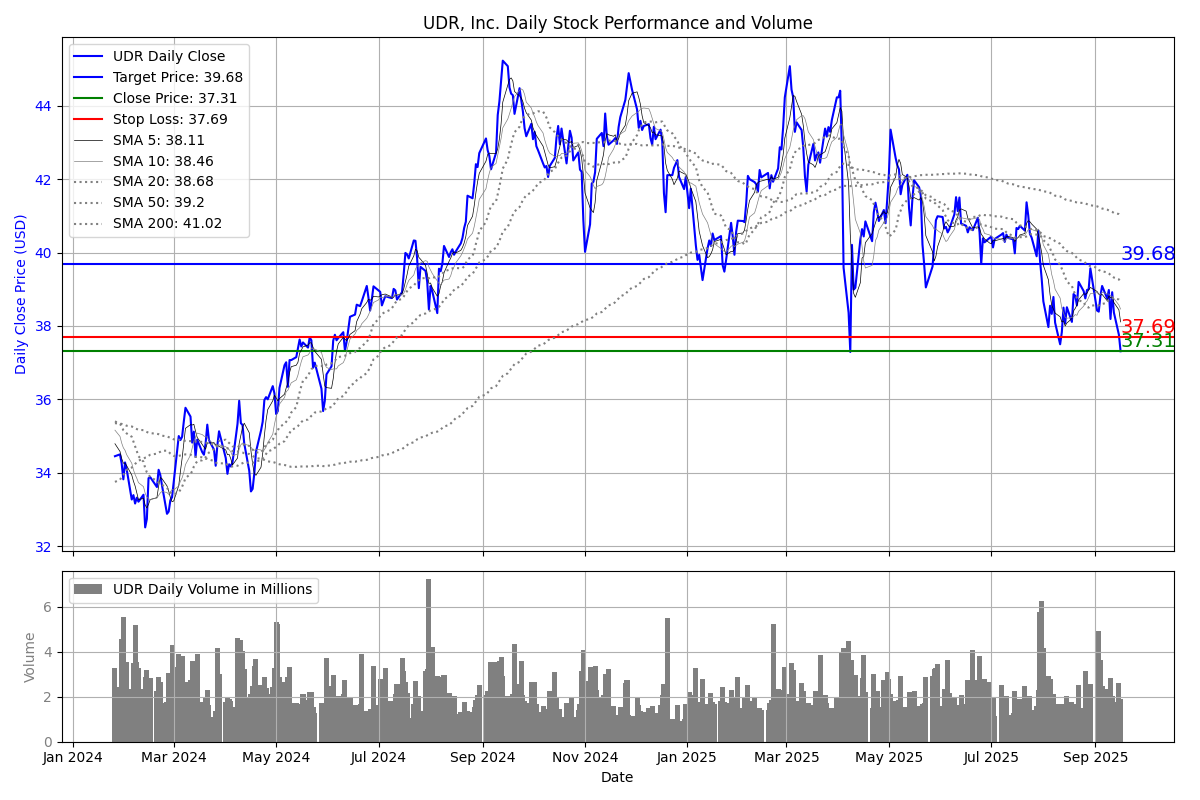 UDR, Inc. Daily Stock Performance and Volume
UDR Daily Close
Target Price: 39.68
Close Price: 37.31
Stop Loss: 37.69
SMA 5: 38.11
SMA 10: 38.46
SMA 20: 38.68
SMA 50: 39.2
SMA 200: 41.02
Daily Close Price (USD)
44
42
40
38
36
34
32
39.68
37.69
37.31
UDR Daily Volume in Millions
Volume
6
4
2
0
Jan 2024 Mar 2024 May 2024 Jul 2024 Sep 2024 Nov 2024 Jan 2025 Mar 2025 May 2025 Jul 2025 Sep 2025
Date